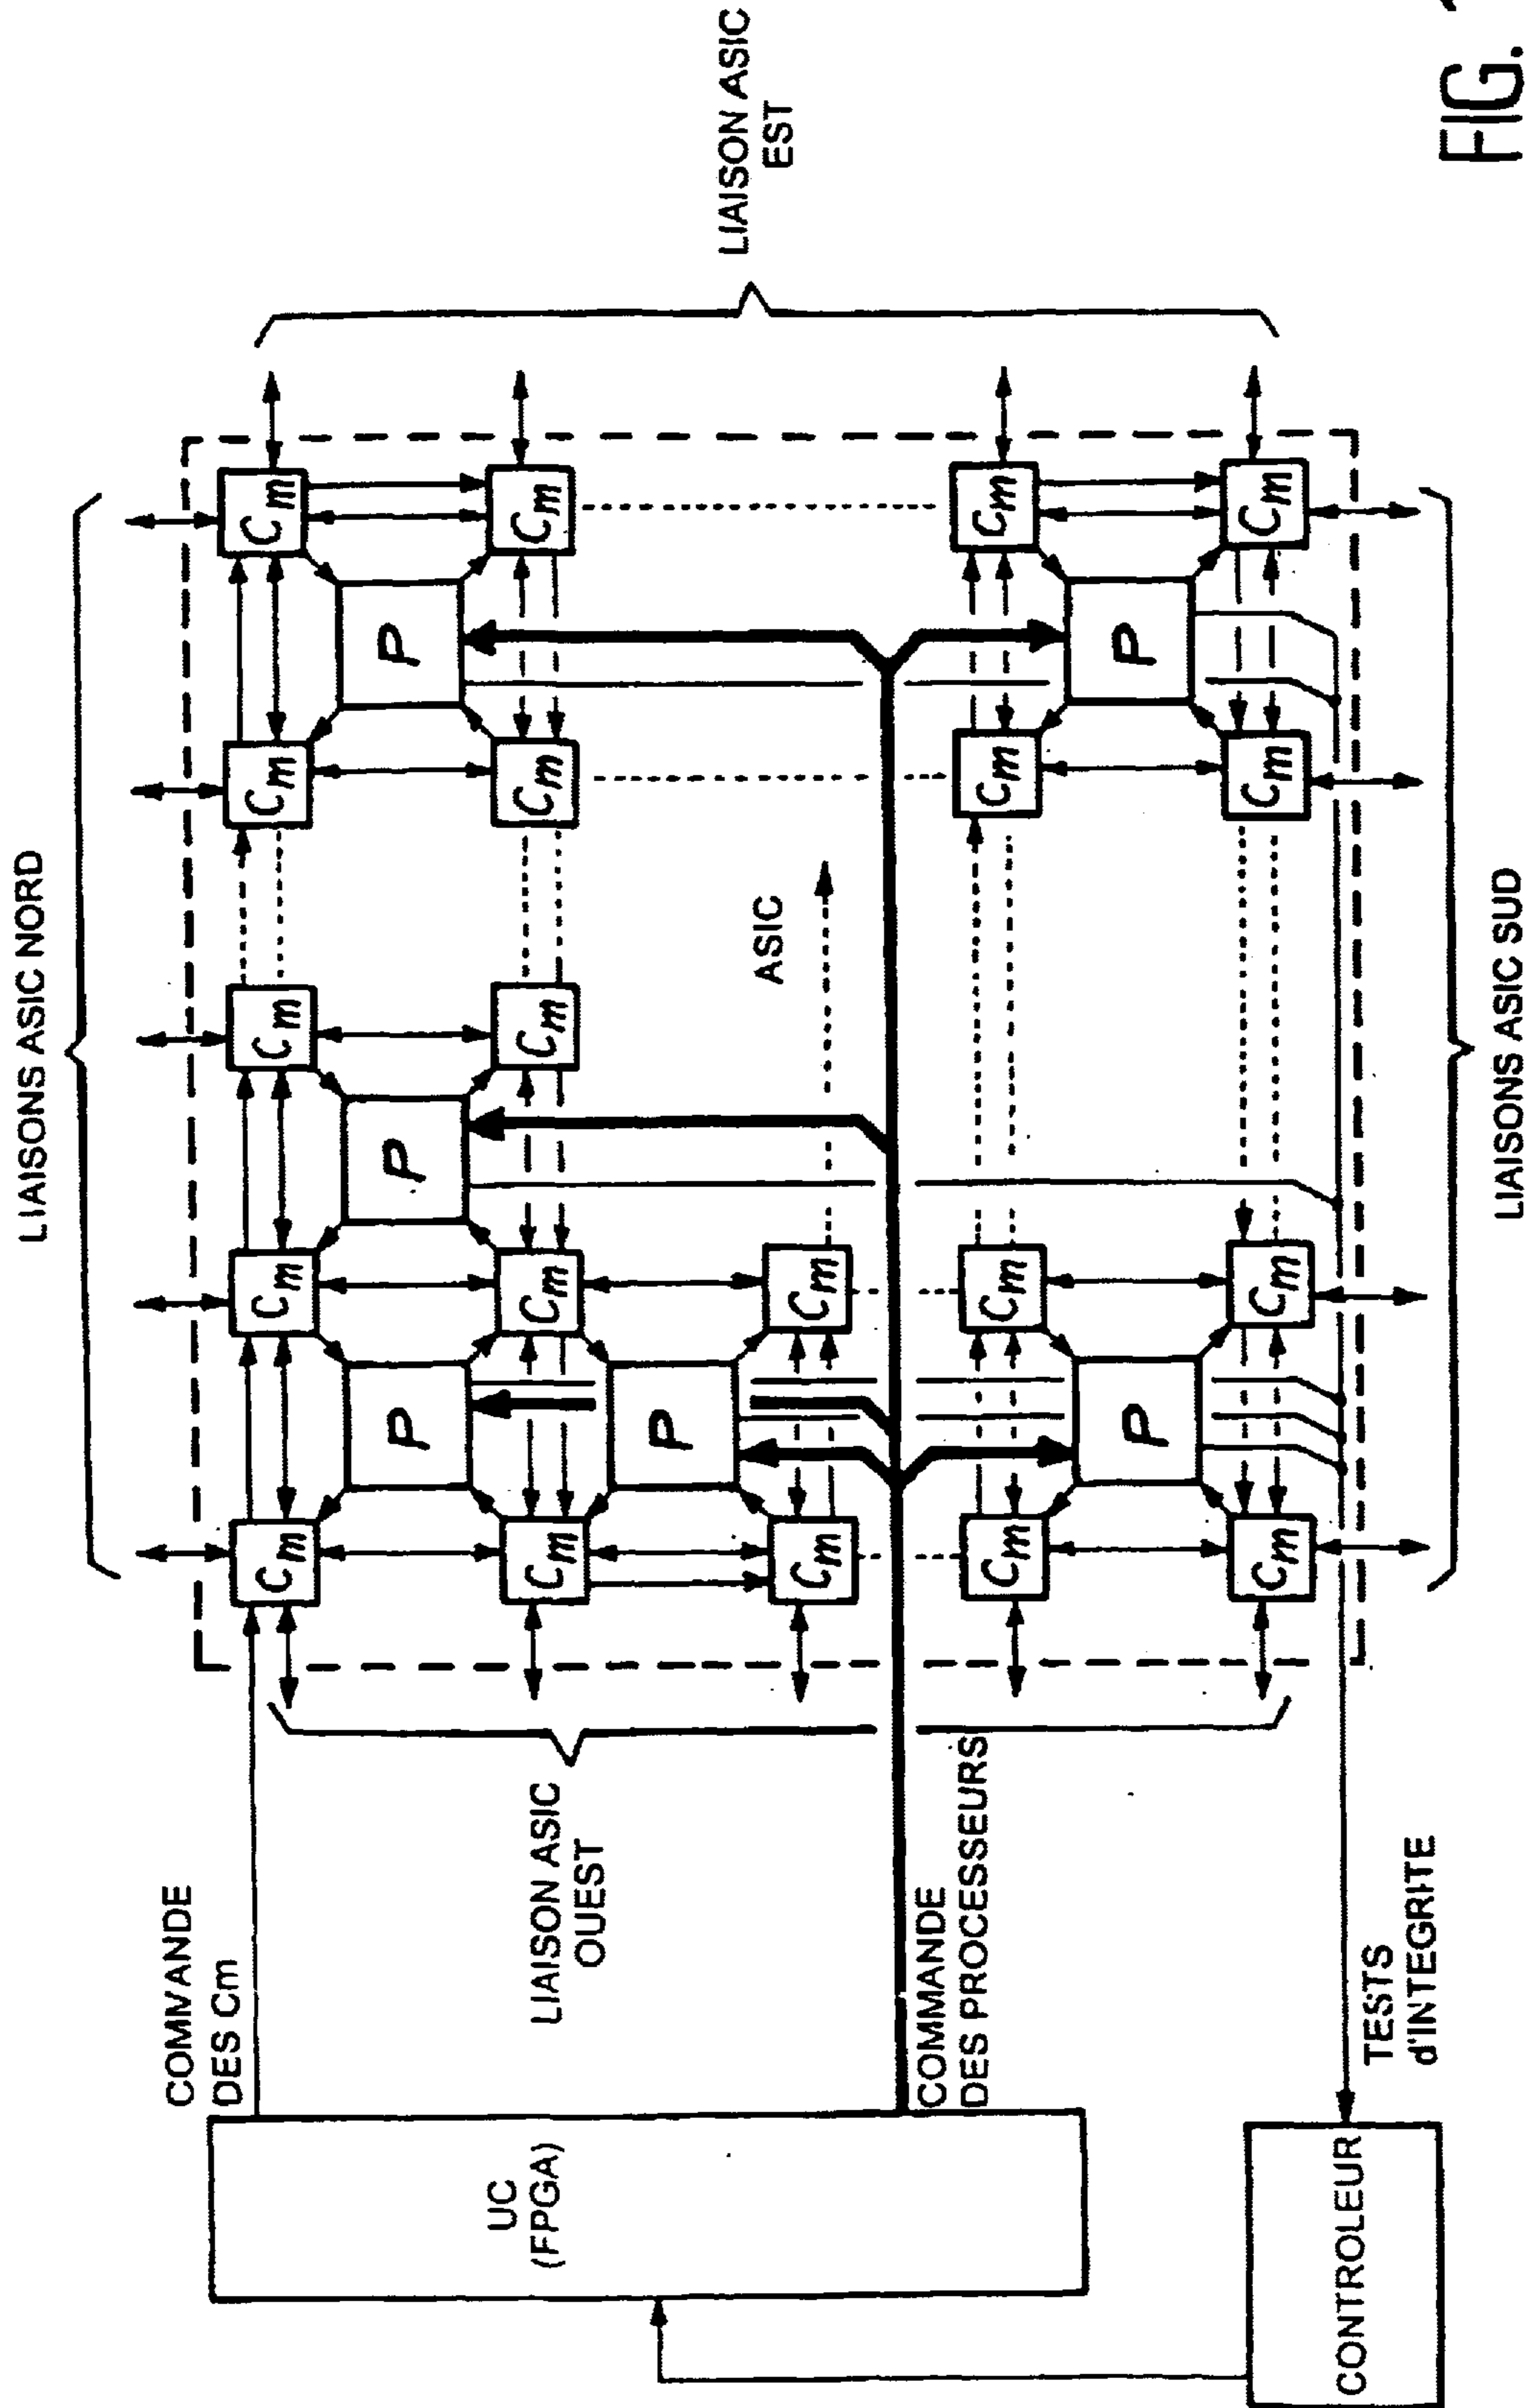 LIAISONS ASIC NORD
COMMANDE
DES Cm
Cm Cm Cm Cm Cm
P P P
UC
(FPGA)
LIAISON ASIC
OUEST
Cm Cm Cm Cm Cm
P
LIAISON ASIC
EST
ASIC
Cm Cm
COMMANDE
DES PROCESSEURS
Cm Cm Cm Cm
P P
Cm Cm Cm Cm
CONTROLEUR
TESTS
d'INTEGRITE
LIAISONS ASIC SUD
FIG.